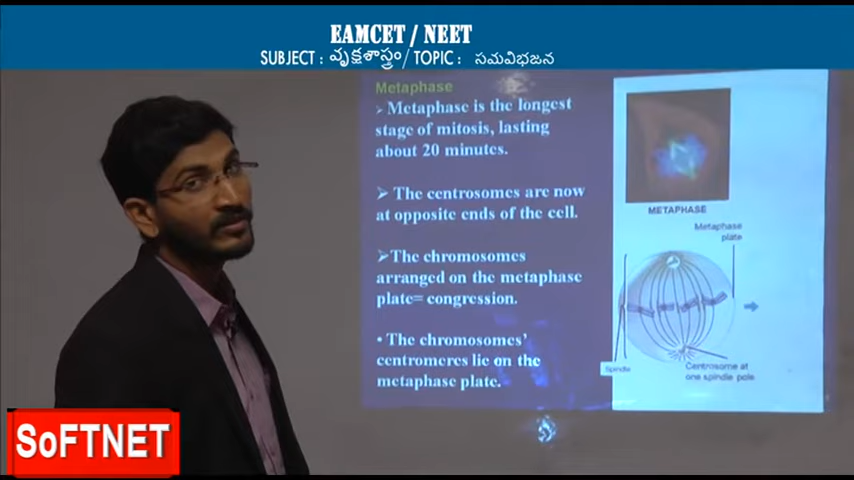 EAMCET / NEET
SUBJECT : వృక్షశాస్త్రం / TOPIC : సమవిభజన
Metaphase
➢ Metaphase is the longest
stage of mitosis, lasting
about 20 minutes.
➢ The centrosomes are now
at opposite ends of the cell.
➢The chromosomes
arranged on the metaphase
plate= congression.
• The chromosomes’
centromeres lie on the
metaphase plate.
METAPHASE
Metaphase
plate
Spindle
Centrosome at
one spindle pole
SoFTNET